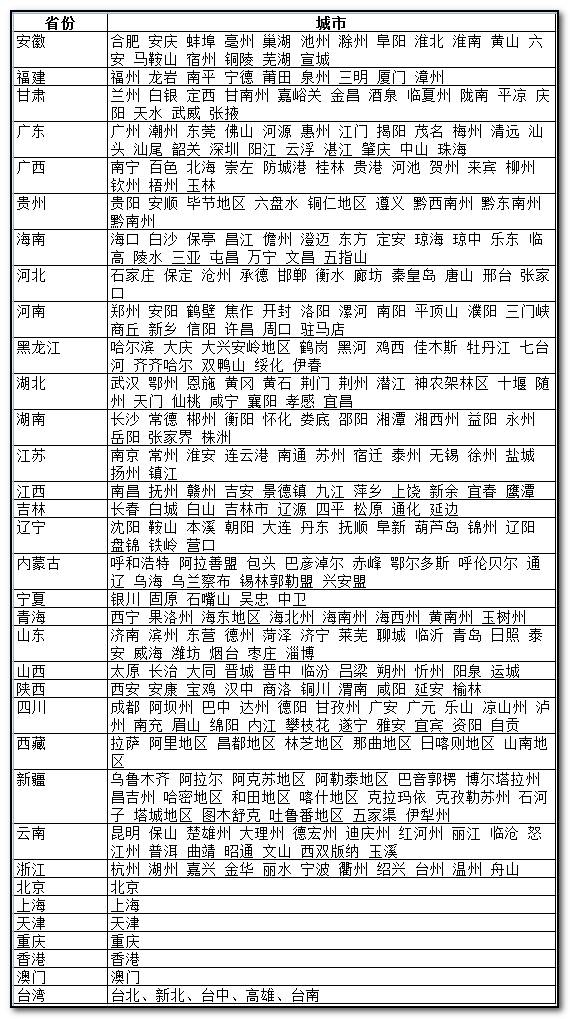 省份 城市
安徽 合肥 安庆 蚌埠 亳州 巢湖 池州 滁州 阜阳 淮北 淮南 黄山 六
安 马鞍山 宿州 铜陵 芜湖 宣城
福建 福州 龙岩 南平 宁德 莆田 泉州 三明 厦门 漳州
甘肃 兰州 白银 定西 甘南州 嘉峪关 金昌 酒泉 临夏州 陇南 平凉 庆
阳 天水 武威 张掖
广东 广州 潮州 东莞 佛山 河源 惠州 江门 揭阳 茂名 梅州 清远 汕
头 汕尾 韶关 深圳 阳江 云浮 湛江 肇庆 中山 珠海
广西 南宁 百色 北海 崇左 防城港 桂林 贵港 河池 贺州 来宾 柳州
钦州 梧州 玉林
贵州 贵阳 安顺 毕节地区 六盘水 铜仁地区 遵义 黔西南州 黔东南州
黔南州
海南 海口 白沙 保亭 昌江 儋州 澄迈 东方 定安 琼海 琼中 乐东 临
高 陵水 三亚 屯昌 万宁 文昌 五指山
河北 石家庄 保定 沧州 承德 邯郸 衡水 廊坊 秦皇岛 唐山 邢台 张家
口
河南 郑州 安阳 鹤壁 焦作 开封 洛阳 漯河 南阳 平顶山 濮阳 三门峡
商丘 新乡 信阳 许昌 周口 驻马店
黑龙江 哈尔滨 大庆 大兴安岭地区 鹤岗 黑河 鸡西 佳木斯 牡丹江 七台
河 齐齐哈尔 双鸭山 绥化 伊春
湖北 武汉 鄂州 恩施 黄冈 黄石 荆门 荆州 潜江 神农架林区 十堰 随
州 天门 仙桃 咸宁 襄阳 孝感 宜昌
湖南 长沙 常德 郴州 衡阳 怀化 娄底 邵阳 湘潭 湘西州 益阳 永州
岳阳 张家界 株洲
江苏 南京 常州 淮安 连云港 南通 苏州 宿迁 泰州 无锡 徐州 盐城
扬州 镇江
江西 南昌 抚州 赣州 吉安 景德镇 九江 萍乡 上饶 新余 宜春 鹰潭
吉林 长春 白城 白山 吉林市 辽源 四平 松原 通化 延边
辽宁 沈阳 鞍山 本溪 朝阳 大连 丹东 抚顺 阜新 葫芦岛 锦州 辽阳
盘锦 铁岭 营口
内蒙古 呼和浩特 阿拉善盟 包头 巴彦淖尔 赤峰 鄂尔多斯 呼伦贝尔 通
辽 乌海 乌兰察布 锡林郭勒盟 兴安盟
宁夏 银川 固原 石嘴山 吴忠 中卫
青海 西宁 果洛州 海东地区 海北州 海南州 海西州 黄南州 玉树州
山东 济南 滨州 东营 德州 菏泽 济宁 莱芜 聊城 临沂 青岛 日照 泰
安 威海 潍坊 烟台 枣庄 淄博
山西 太原 长治 大同 晋城 晋中 临汾 吕梁 朔州 忻州 阳泉 运城
陕西 西安 安康 宝鸡 汉中 商洛 铜川 渭南 咸阳 延安 榆林
四川 成都 阿坝州 巴中 达州 德阳 甘孜州 广安 广元 乐山 凉山州 泸
州 南充 眉山 绵阳 内江 攀枝花 遂宁 雅安 宜宾 资阳 自贡
西藏 拉萨 阿里地区 昌都地区 林芝地区 那曲地区 日喀则地区 山南地
区
新疆 乌鲁木齐 阿拉尔 阿克苏地区 阿勒泰地区 巴音郭楞 博尔塔拉州
昌吉州 哈密地区 和田地区 喀什地区 克拉玛依 克孜勒苏州 石河
子 塔城地区 图木舒克 吐鲁番地区 五家渠 伊犁州
云南 昆明 保山 楚雄州 大理州 德宏州 迪庆州 红河州 丽江 临沧 怒
江州 普洱 曲靖 昭通 文山 西双版纳 玉溪
浙江 杭州 湖州 嘉兴 金华 丽水 宁波 衢州 绍兴 台州 温州 舟山
北京 北京
上海 上海
天津 天津
重庆 重庆
香港 香港
澳门 澳门
台湾 台北、新北、台中、高雄、台南